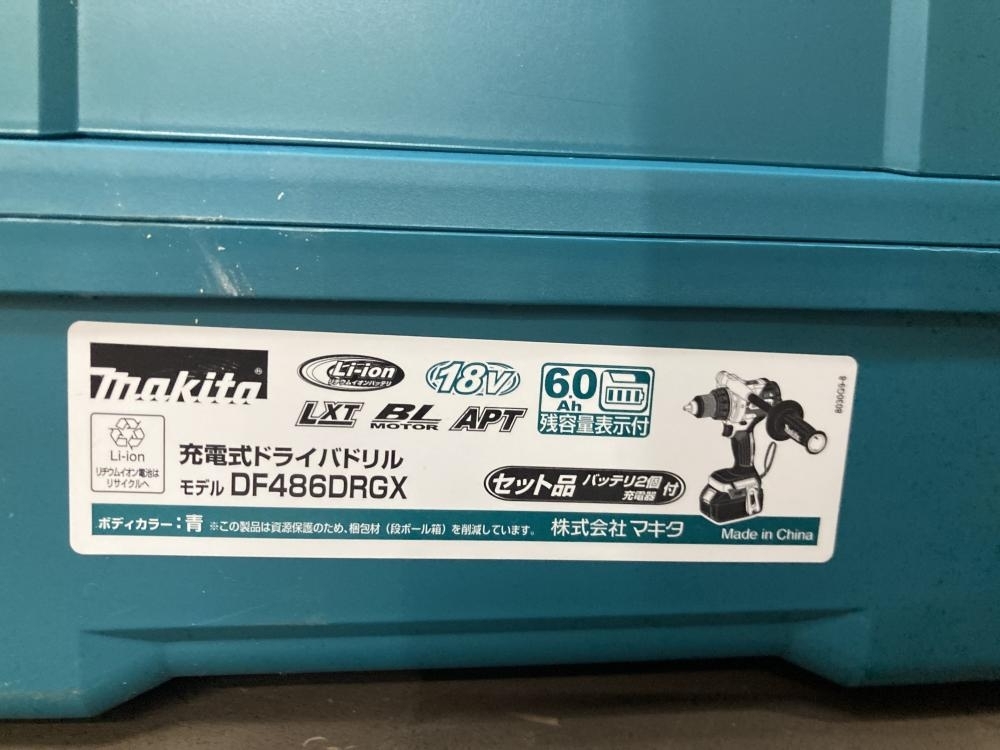 makita®
Li-ion
リチウムイオンバッテリ
18V
6.0
Ah
残容量表示付
LXT BL MOTOR APT
Li-ion
リチウムイオン電池は
リサイクルへ
充電式ドライバドリル
モデル DF486DRGX
セット品 バッテリ2個 充電器 付
ボディカラー:青 ※この製品は資源保護のため、梱包材(段ボール箱)を削減しています。 株式会社 マキタ Made in China